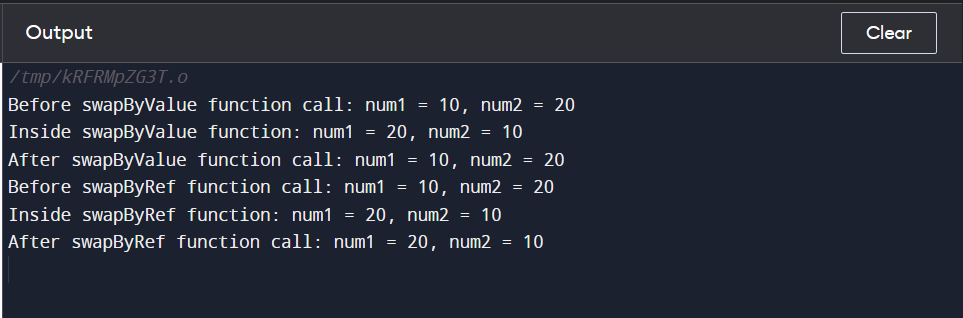 Output
Clear
/tmp/kRFRMpZG3T.o
Before swapByValue function call: num1 = 10, num2 = 20
Inside swapByValue function: num1 = 20, num2 = 10
After swapByValue function call: num1 = 10, num2 = 20
Before swapByRef function call: num1 = 10, num2 = 20
Inside swapByRef function: num1 = 20, num2 = 10
After swapByRef function call: num1 = 20, num2 = 10